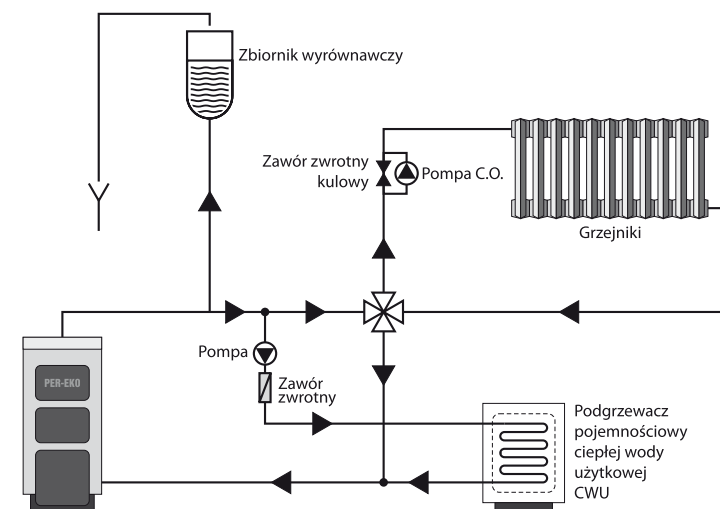 Zbiornik wyrównawczy
Zawór zwrotny
kulowy
Pompa C.O.
Grzejniki
Pompa
Zawór
zwrotny
PER-EKO
Podgrzewacz
pojemnościowy
ciepłej wody
użytkowej
CWU